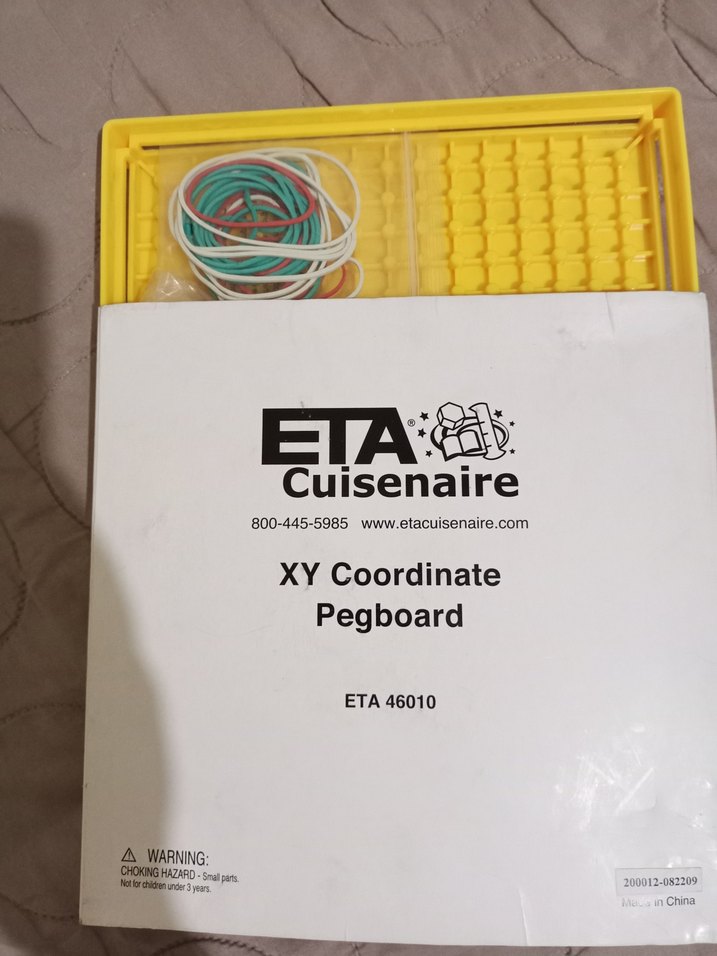 ETA®
Cuisenaire
800-445-5985 www.etacuisenaire.com
XY Coordinate
Pegboard
ETA 46010
WARNING:
CHOKING HAZARD - Small parts.
Not for children under 3 years.
200012-082209
Made in China